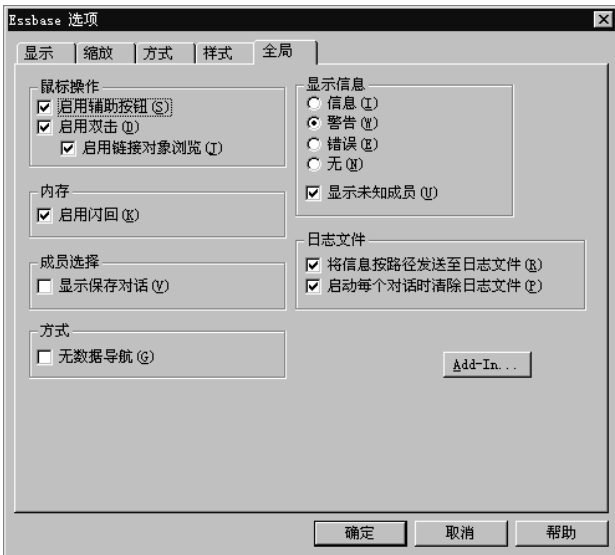 Essbase 选项
显示 缩放 方式 样式 全局
鼠标操作
启用辅助按钮(S)
启用双击(D)
启用链接对象浏览(J)
内存
启用闪回(K)
成员选择
显示保存对话(V)
方式
无数据导航(G)
显示信息
信息(I)
警告(W)
错误(E)
无(N)
显示未知成员(U)
日志文件
将信息按路径发送至日志文件(R)
启动每个对话时清除日志文件(P)
Add-In...
确定 取消 帮助